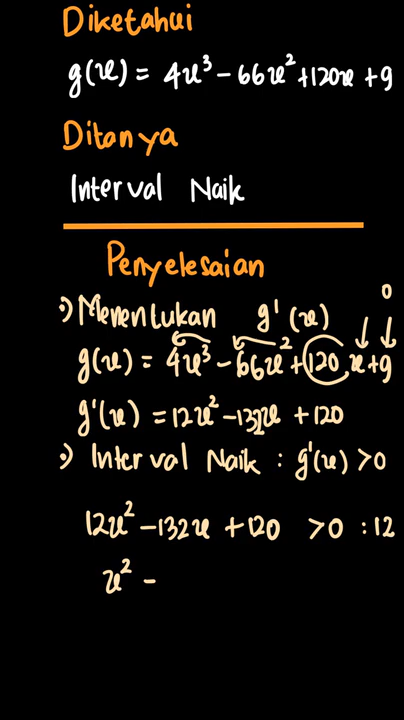 Diketahui
g(x) = 4x³ - 66x² + 120x + 9
Ditanya
Interval Naik
Penyelesaian
:) Menentukan g'(x)
0
g(x) = 4x³ - 66x² + 120x + 9
g'(x) = 12x² - 132x + 120
:) Interval Naik : g'(x) > 0
12x² - 132x + 120 > 0 : 12
x² -